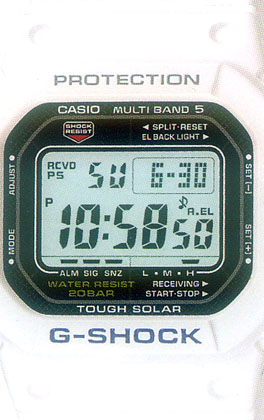 PROTECTION
CASIO MULTI BAND 5
SHOCK RESIST
◄ SPLIT·RESET
EL BACK LIGHT ►
ADJUST
MODE
SET [−]
SET [+]
RCVD
PS
SU 6-30
P 10:58 50
A.EL
ALM SIG SNZ L • M • H
WATER RESIST
20BAR
RECEIVING ►
START·STOP ►
TOUGH SOLAR
G-SHOCK